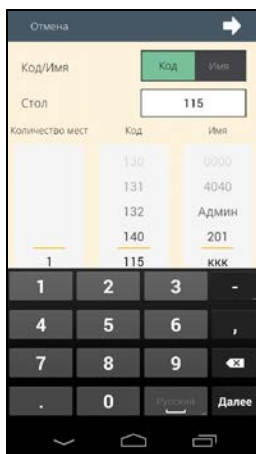 Отмена
Код/Имя Код Имя
Стол 115
Количество мест Код Имя
130 0000
131 4040
132 Админ
140 201
1 115 ккк
1 2 3 -
4 5 6 ,
7 8 9
. 0 Русский Далее